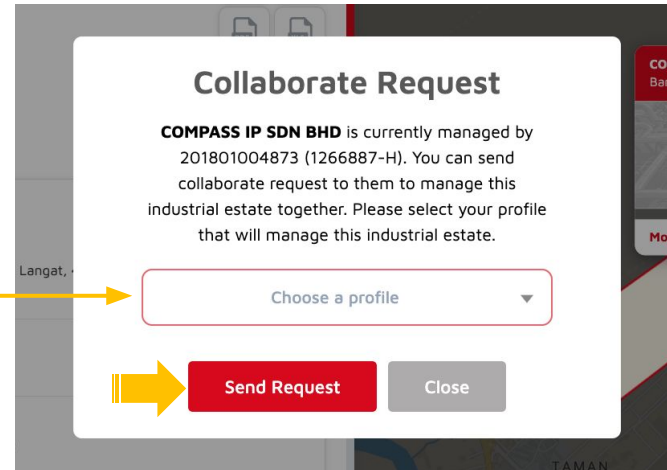 Collaborate Request
COMPASS IP SDN BHD is currently managed by
201801004873 (1266887-H). You can send
collaborate request to them to manage this
industrial estate together. Please select your profile
that will manage this industrial estate.
Choose a profile
Send Request
Close
Langat,
TAMAN